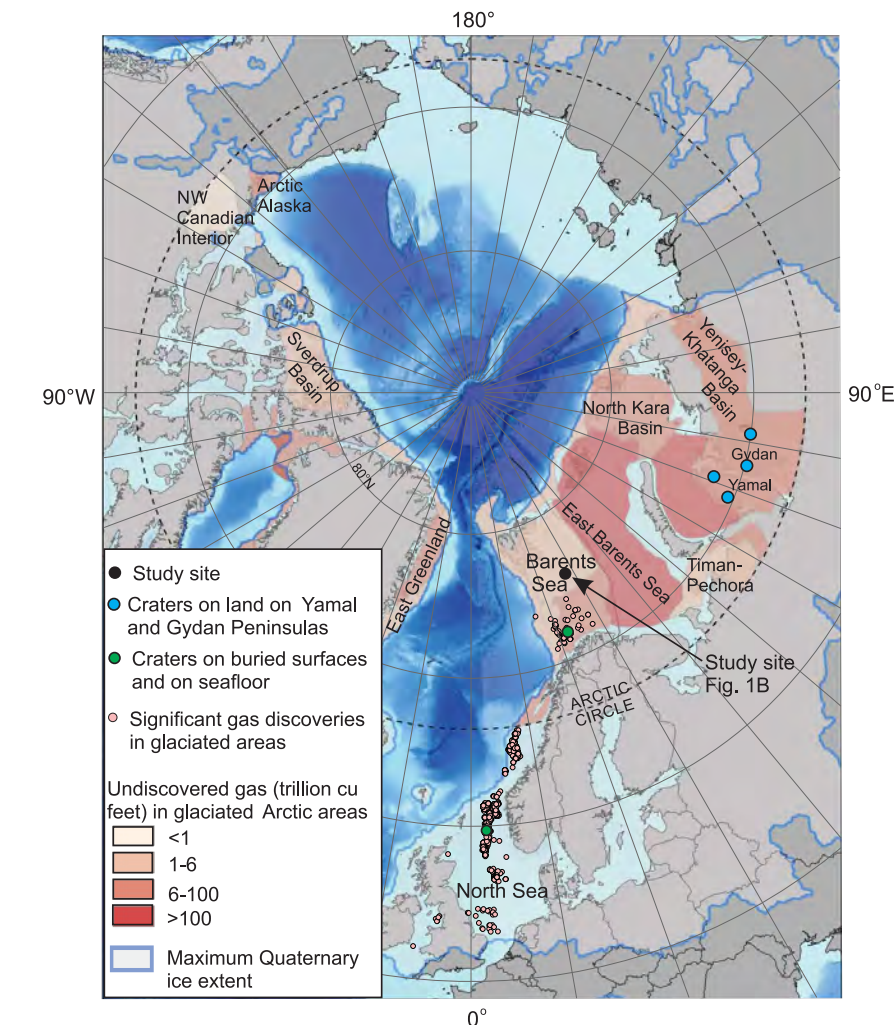 180°
NW
Canadian
Interior
Arctic
Alaska
Sverdrup
Basin
Yenisey-
Khatanga
Basin
90°W
90°E
North Kara
Basin
Gydan
Yamal
80°N
East Barents Sea
Barents
Sea
Timan-
Pechora
East Greenland
Study site
Fig. 1B
ARCTIC
CIRCLE
North Sea
Study site
Craters on land on Yamal
and Gydan Peninsulas
Craters on buried surfaces
and on seafloor
Significant gas discoveries
in glaciated areas
Undiscovered gas (trillion cu
feet) in glaciated Arctic areas
<1
1-6
6-100
>100
Maximum Quaternary
ice extent
0°